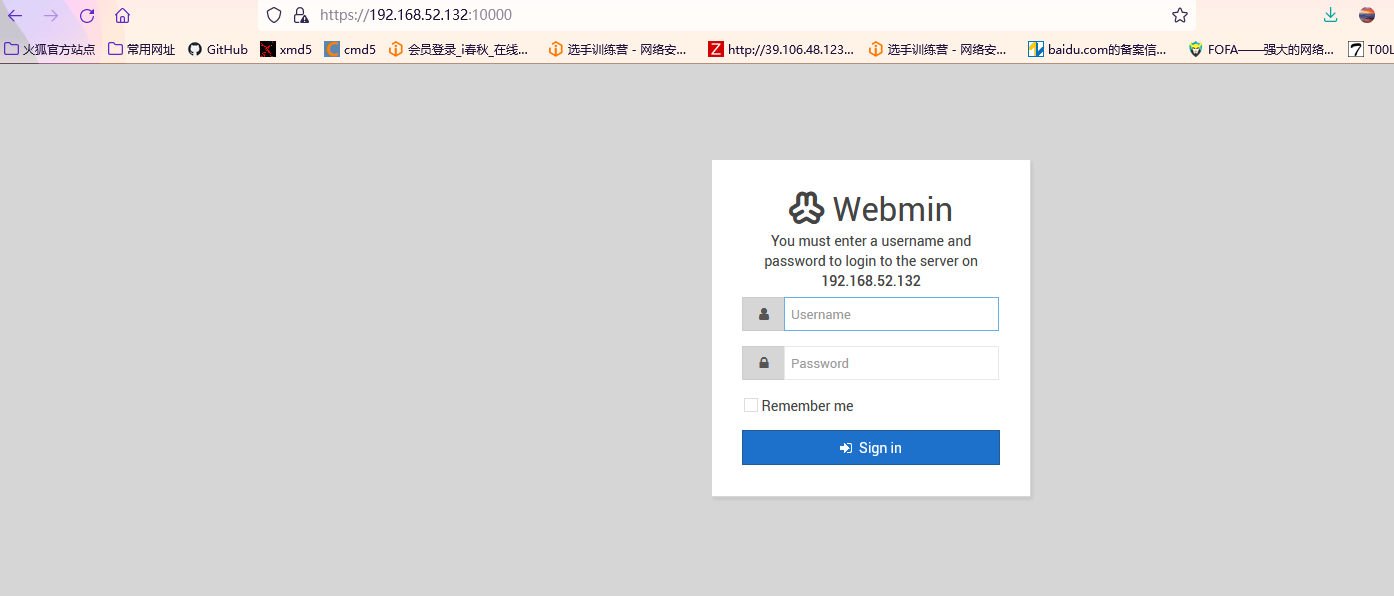 https://192.168.52.132:10000
火狐官方站点 常用网址 GitHub xmd5 cmd5 会员登录_i春秋_在线... 选手训练营 - 网络安... http://39.106.48.123... 选手训练营 - 网络安... baidu.com的备案信... FOFA——强大的网络... T00L
Webmin
You must enter a username and
password to login to the server on
192.168.52.132
Username
Password
Remember me
Sign in